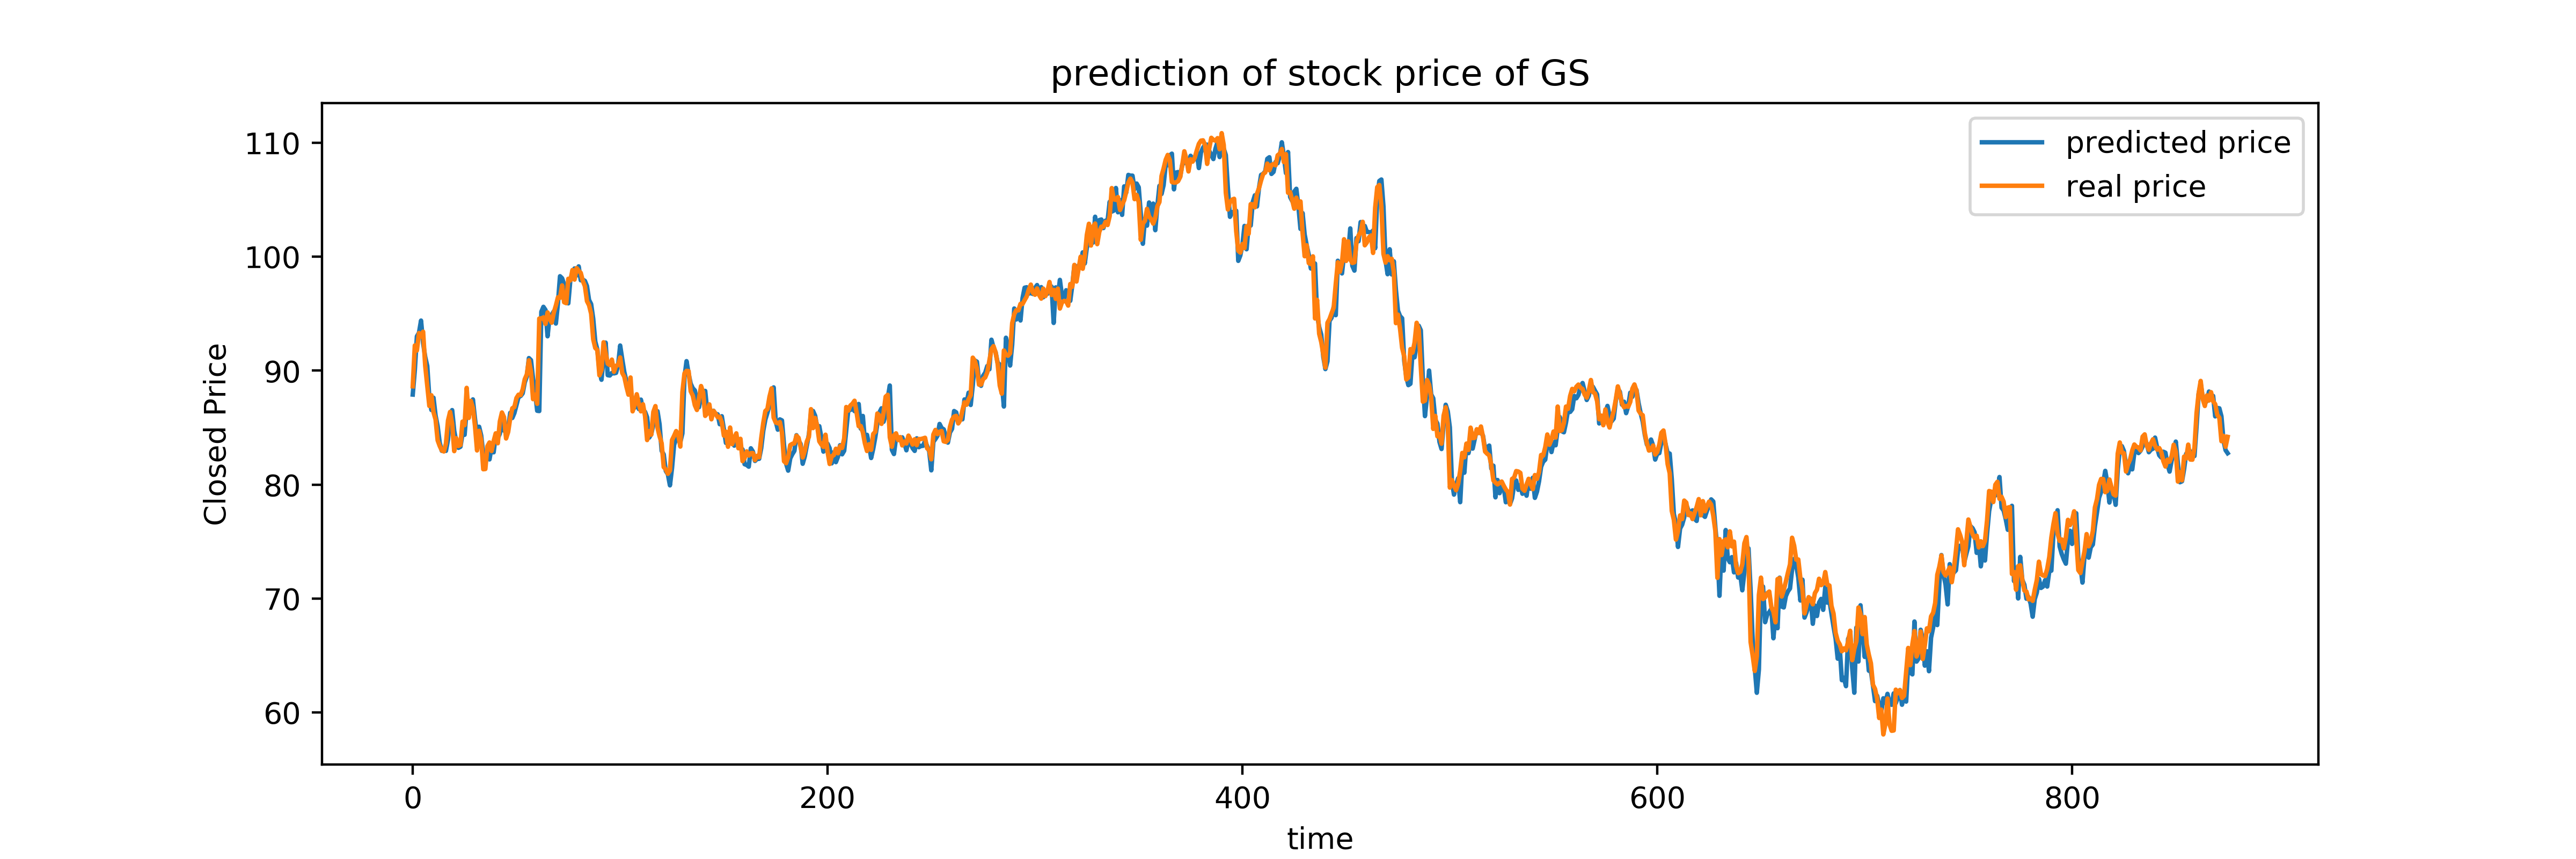 prediction of stock price of GS
predicted price
real price
110
100
90
80
70
60
Closed Price
0 200 400 600 800
time